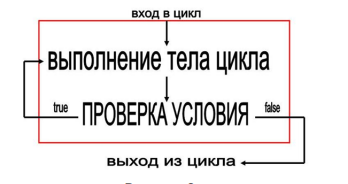 вход в цикл
выполнение тела цикла
true ПРОВЕРКА УСЛОВИЯ false
выход из цикла